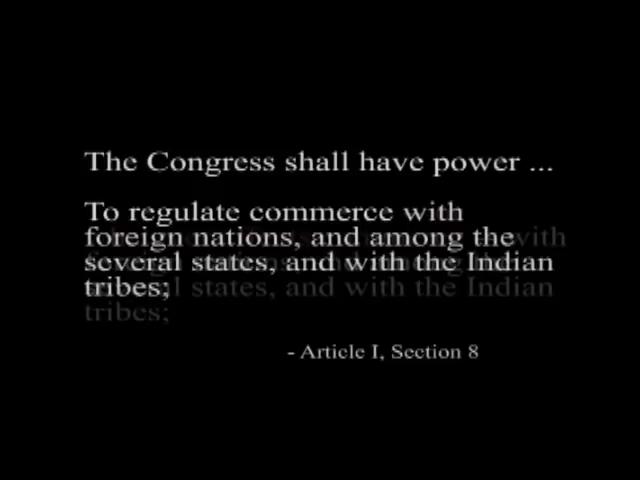 The Congress shall have power ...
To regulate commerce with
foreign nations, and among the
several states, and with the Indian
tribes;
- Article I, Section 8